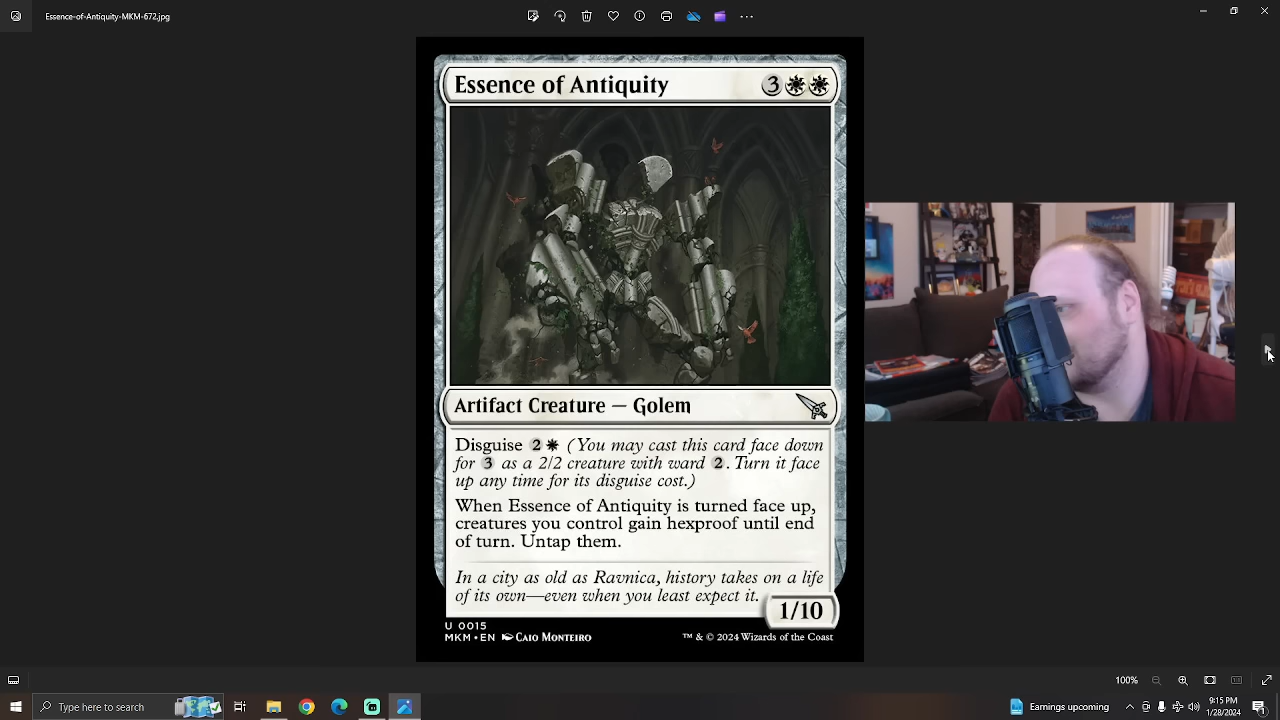 Essence-of-Antiquity-MKM-672.jpg
Essence of Antiquity 3
Artifact Creature — Golem
Disguise 2 (You may cast this card face down
for 3 as a 2/2 creature with ward 2. Turn it face
up any time for its disguise cost.)
When Essence of Antiquity is turned face up,
creatures you control gain hexproof until end
of turn. Untap them.
In a city as old as Ravnica, history takes on a life
of its own—even when you least expect it.
1/10
U 0015
MKM • EN Caio Monteiro
™ & © 2024 Wizards of the Coast
100%
Type here to search
Earnings upcoming
9:15 PM
1/28/2024